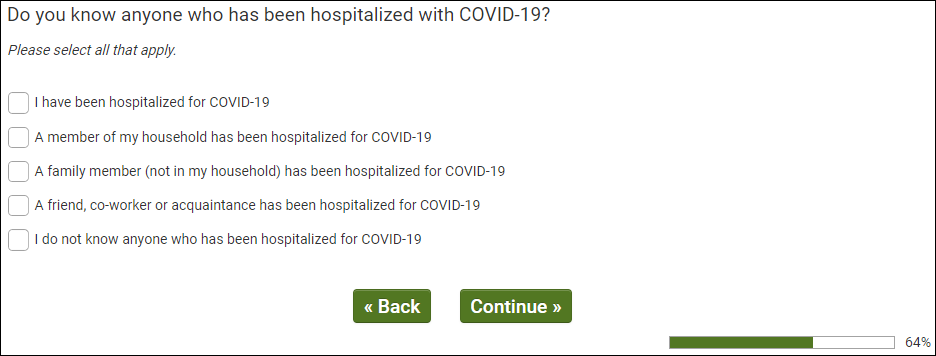 Do you know anyone who has been hospitalized with COVID-19?
Please select all that apply.
I have been hospitalized for COVID-19
A member of my household has been hospitalized for COVID-19
A family member (not in my household) has been hospitalized for COVID-19
A friend, co-worker or acquaintance has been hospitalized for COVID-19
I do not know anyone who has been hospitalized for COVID-19
« Back
Continue »
64%